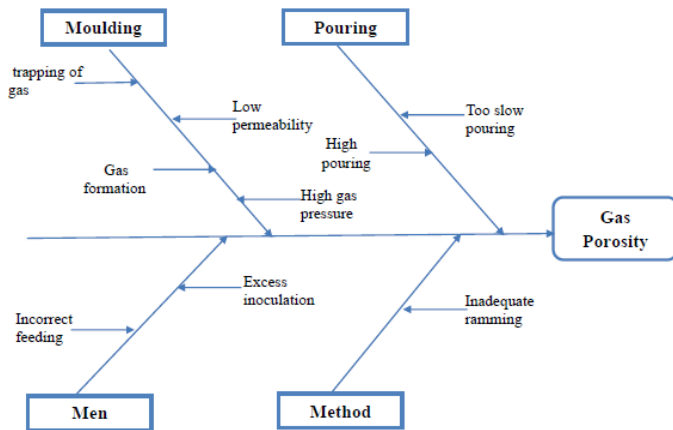 Moulding
Pouring
trapping of
gas
Low
permeability
Too slow
pouring
High
pouring
Gas
formation
High gas
pressure
Gas
Porosity
Excess
inoculation
Incorrect
feeding
Inadequate
ramming
Men
Method